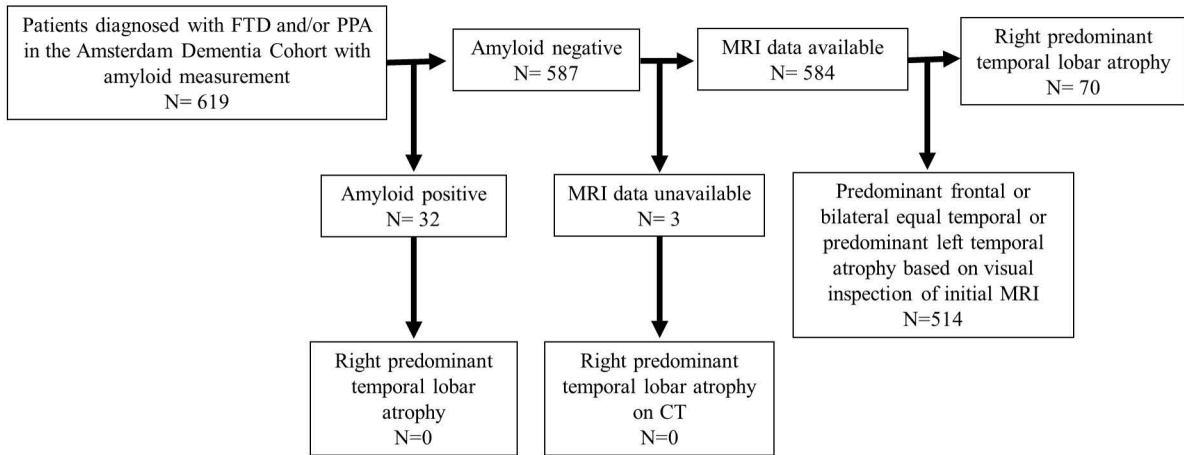 Patients diagnosed with FTD and/or PPA
in the Amsterdam Dementia Cohort with
amyloid measurement
N= 619
Amyloid negative
N= 587
MRI data available
N= 584
Right predominant
temporal lobar atrophy
N= 70
Amyloid positive
N= 32
MRI data unavailable
N= 3
Predominant frontal or
bilateral equal temporal or
predominant left temporal
atrophy based on visual
inspection of initial MRI
N=514
Right predominant
temporal lobar
atrophy
N=0
Right predominant
temporal lobar atrophy
on CT
N=0